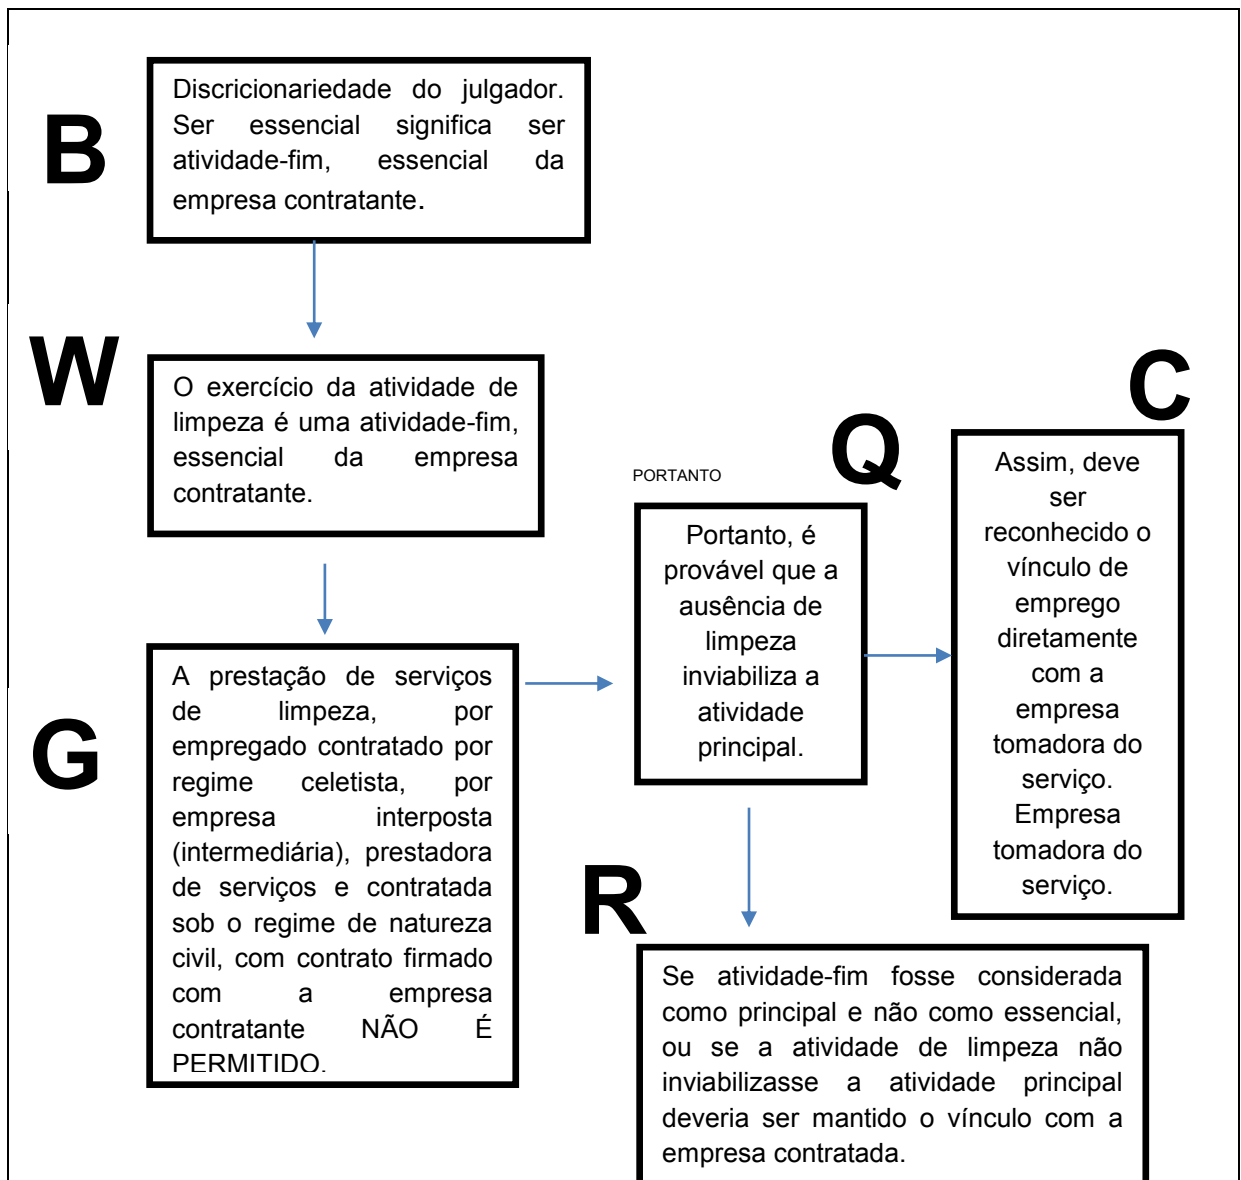 B
Discricionariedade do julgador.
Ser essencial significa ser
atividade-fim, essencial da
empresa contratante.
W
O exercício da atividade de
limpeza é uma atividade-fim,
essencial da empresa
contratante.
G
A prestação de serviços
de limpeza, por
empregado contratado por
regime celetista, por
empresa interposta
(intermediária), prestadora
de serviços e contratada
sob o regime de natureza
civil, com contrato firmado
com a empresa
contratante NÃO É
PERMITIDO.
PORTANTO
Q
Portanto, é
provável que a
ausência de
limpeza
inviabiliza a
atividade
principal.
C
Assim, deve
ser
reconhecido o
vínculo de
emprego
diretamente
com a
empresa
tomadora do
serviço.
Empresa
tomadora do
serviço.
R
Se atividade-fim fosse considerada
como principal e não como essencial,
ou se a atividade de limpeza não
inviabilizasse a atividade principal
deveria ser mantido o vínculo com a
empresa contratada.